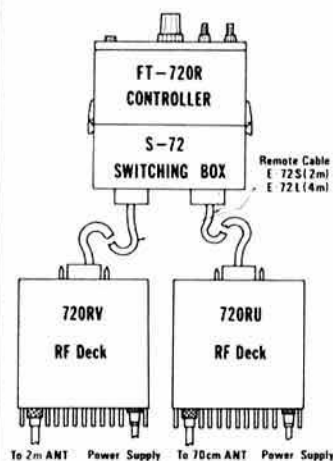 FT-720R
CONTROLLER
S-72
SWITCHING BOX
Remote Cable
E-72S(2m)
E-72L(4m)
720RV
RF Deck
720RU
RF Deck
To 2m ANT
Power Supply
To 70cm ANT
Power Supply